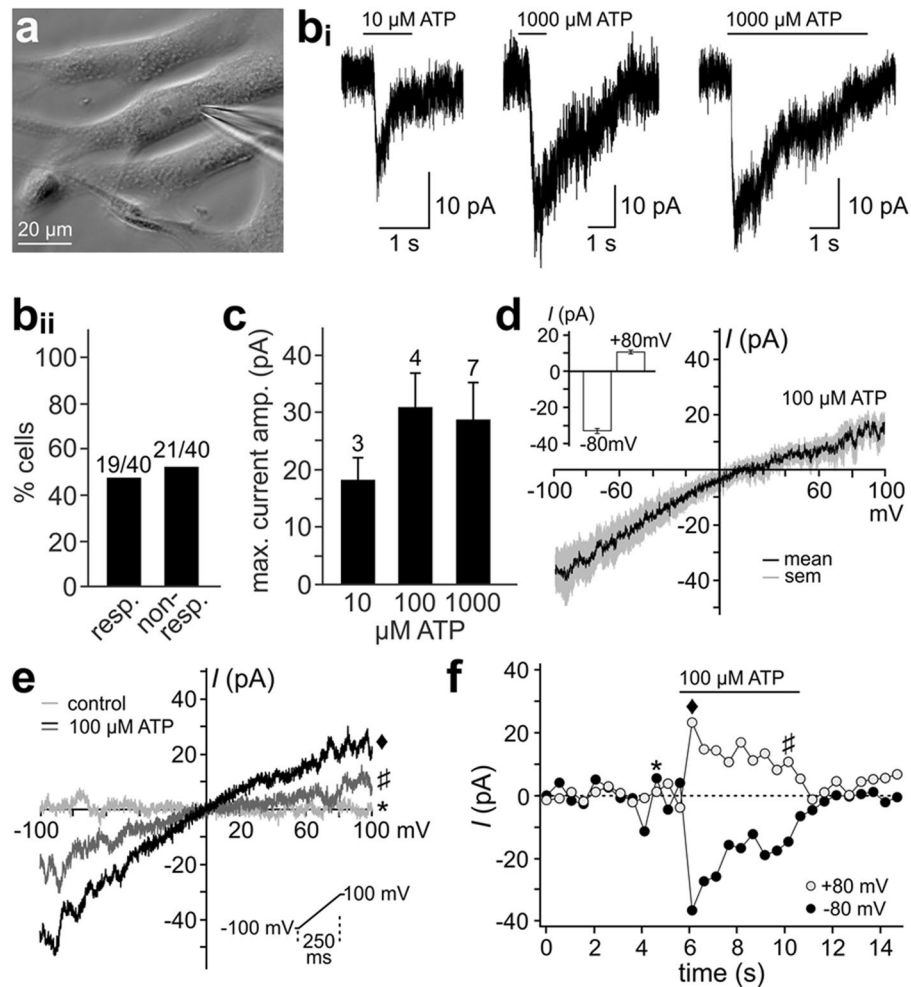 a
20 µm
bi
10 µM ATP
1000 µM ATP
1000 µM ATP
10 pA
1 s
10 pA
1 s
10 pA
1 s
bii
% cells
100
80
60
40
20
0
19/40
21/40
resp.
non-
resp.
c
max. current amp. (pA)
40
30
20
10
0
3
4
7
10
100
1000
µM ATP
d
I (pA)
20
0
-20
-40
+80mV
-80mV
I (pA)
40
20
-20
-40
100 µM ATP
-100
-60
60
100
mV
mean
sem
e
I (pA)
control
100 µM ATP
40
20
-20
-40
-100
20
60
100
mV
♦
♯
*
-100 mV
100 mV
250
ms
f
100 µM ATP
I (pA)
40
20
0
-20
-40
*
♦
♯
+80 mV
-80 mV
0
2
4
6
8
10
12
14
time (s)